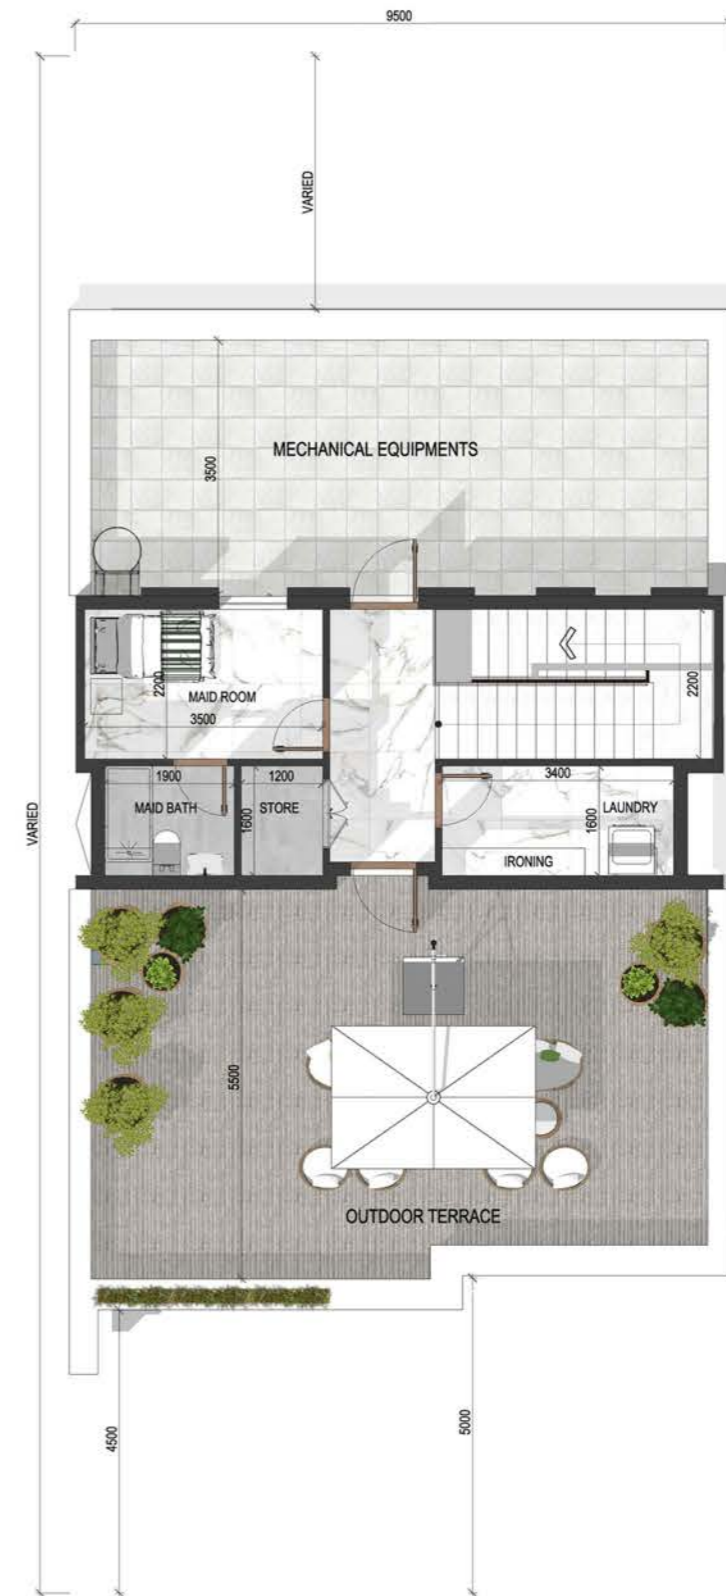 9500
VARIED
MECHANICAL EQUIPMENTS
3500
MAID ROOM
2200
3500
2200
VARIED
1900
1200
3400
MAID BATH
STORE
1600
LAUNDRY
1600
IRONING
5500
OUTDOOR TERRACE
4500
5000